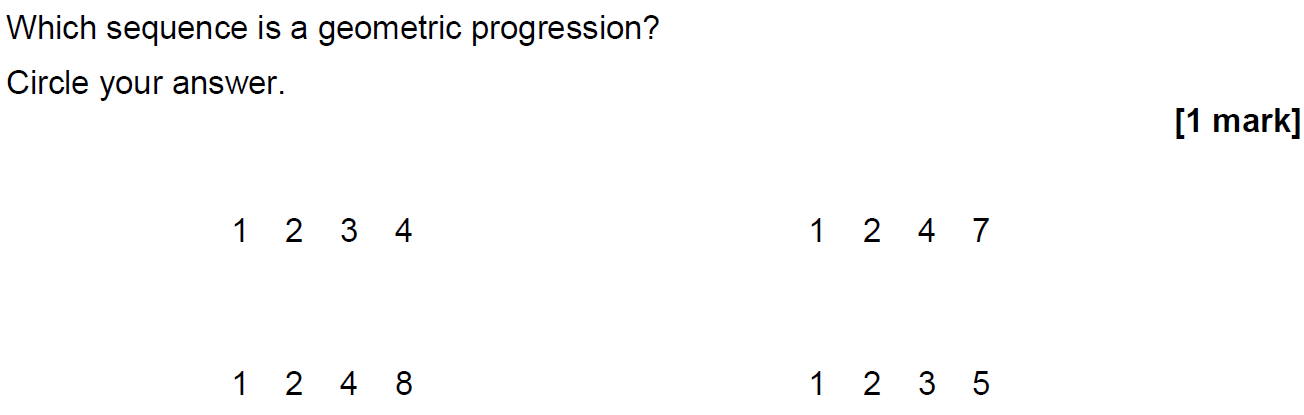 Which sequence is a geometric progression?
Circle your answer.
[1 mark]
1 2 3 4
1 2 4 7
1 2 4 8
1 2 3 5